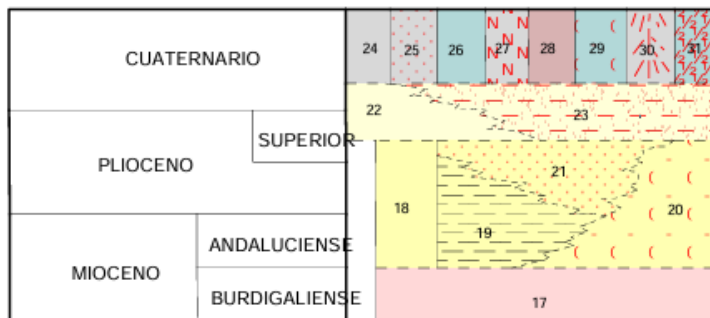 CUATERNARIO
24 25 26 27 28 29 30 31
22 23
SUPERIOR
PLIOCENO
21
18 19 20
ANDALUCIENSE
MIOCENO
BURDIGALIENSE
17